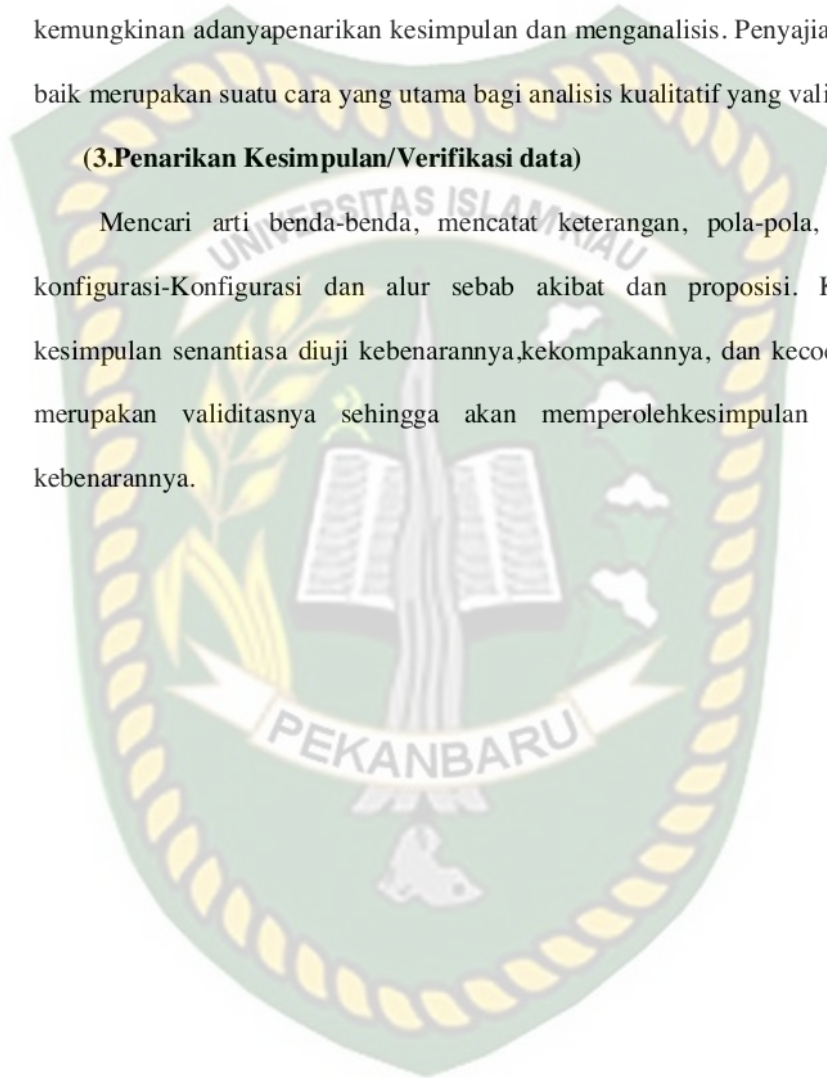 kemungkinan adanyapenarikan kesimpulan dan menganalisis. Penyajia
baik merupakan suatu cara yang utama bagi analisis kualitatif yang vali
(3.Penarikan Kesimpulan/Verifikasi data)
Mencari arti benda-benda, mencatat keterangan, pola-pola,
UNIVERSITAS ISLAM RIAU
konfigurasi-Konfigurasi dan alur sebab akibat dan proposisi. K
kesimpulan senantiasa diuji kebenarannya,kekompakannya, dan kecoc
merupakan validitasnya sehingga akan memperolehkesimpulan
kebenarannya.
PEKANBARU